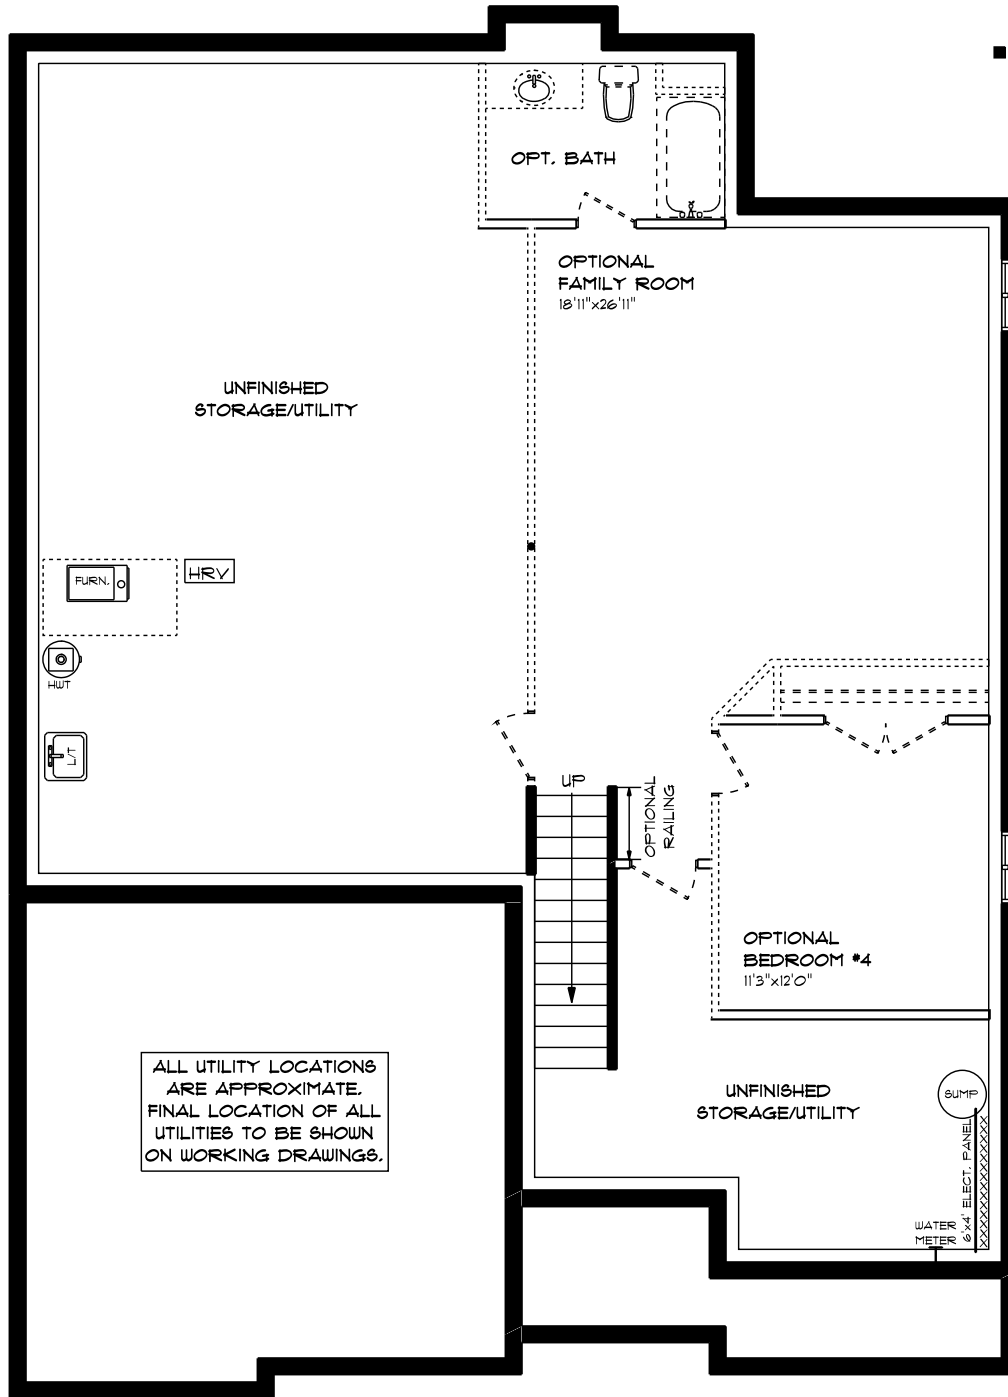 OPT. BATH
OPTIONAL
FAMILY ROOM
18'11"x26'11"
UNFINISHED
STORAGE/UTILITY
FURN.
HRV
HWT
L/T
UP
OPTIONAL
RAILING
OPTIONAL
BEDROOM #4
11'3"x12'0"
ALL UTILITY LOCATIONS
ARE APPROXIMATE.
FINAL LOCATION OF ALL
UTILITIES TO BE SHOWN
ON WORKING DRAWINGS.
UNFINISHED
STORAGE/UTILITY
SUMP
6'x4' ELECT. PANEL
WATER
METER